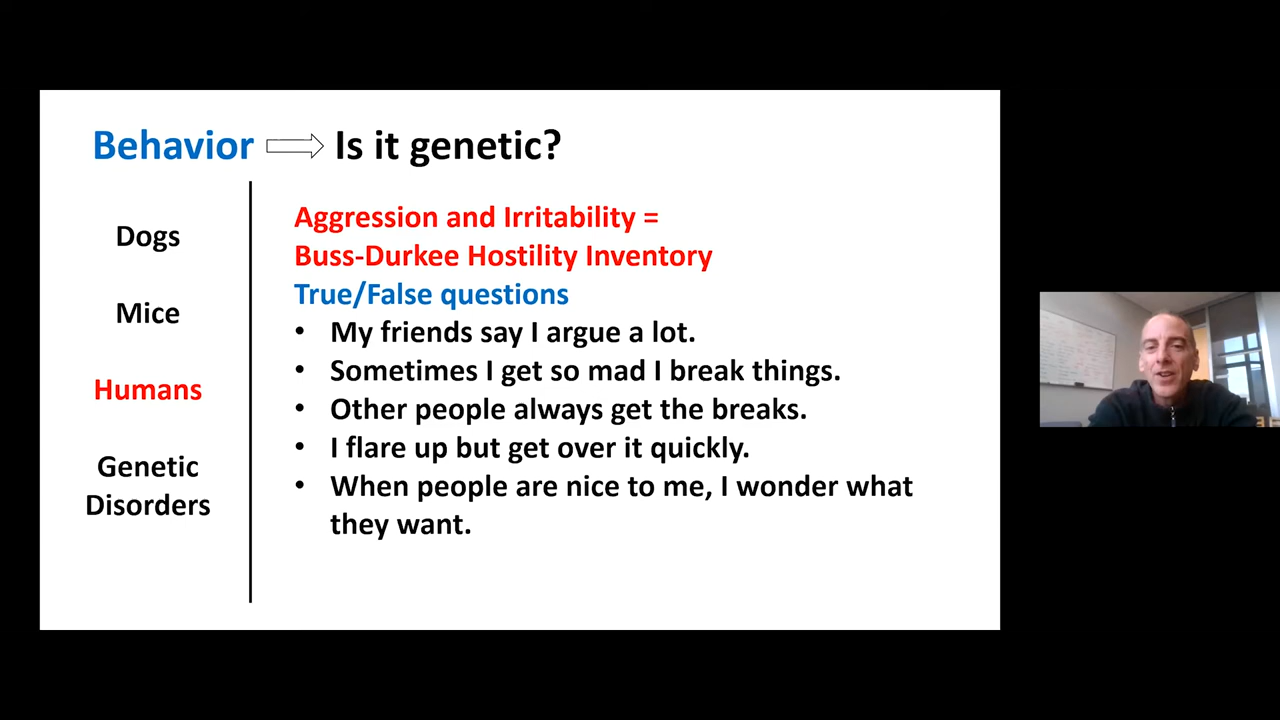 Behavior Is it genetic?
Dogs
Mice
Humans
Genetic
Disorders
Aggression and Irritability =
Buss-Durkee Hostility Inventory
True/False questions
• My friends say I argue a lot.
• Sometimes I get so mad I break things.
• Other people always get the breaks.
• I flare up but get over it quickly.
• When people are nice to me, I wonder what
they want.